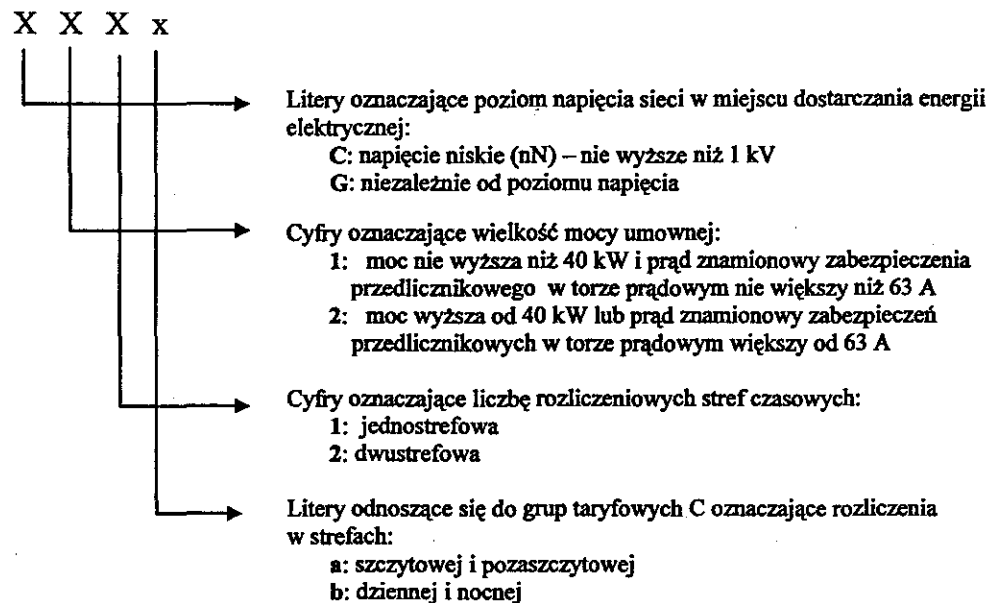 X X X x
Litery oznaczające poziom napięcia sieci w miejscu dostarczania energii
elektrycznej:
C: napięcie niskie (nN) – nie wyższe niż 1 kV
G: niezależnie od poziomu napięcia
Cyfry oznaczające wielkość mocy umownej:
1: moc nie wyższa niż 40 kW i prąd znamionowy zabezpieczenia
przedlicznikowego w torze prądowym nie większy niż 63 A
2: moc wyższa od 40 kW lub prąd znamionowy zabezpieczeń
przedlicznikowych w torze prądowym większy od 63 A
Cyfry oznaczające liczbę rozliczeniowych stref czasowych:
1: jednostrefowa
2: dwustrefowa
Litery odnoszące się do grup taryfowych C oznaczające rozliczenia
w strefach:
a: szczytowej i pozaszczytowej
b: dziennej i nocnej